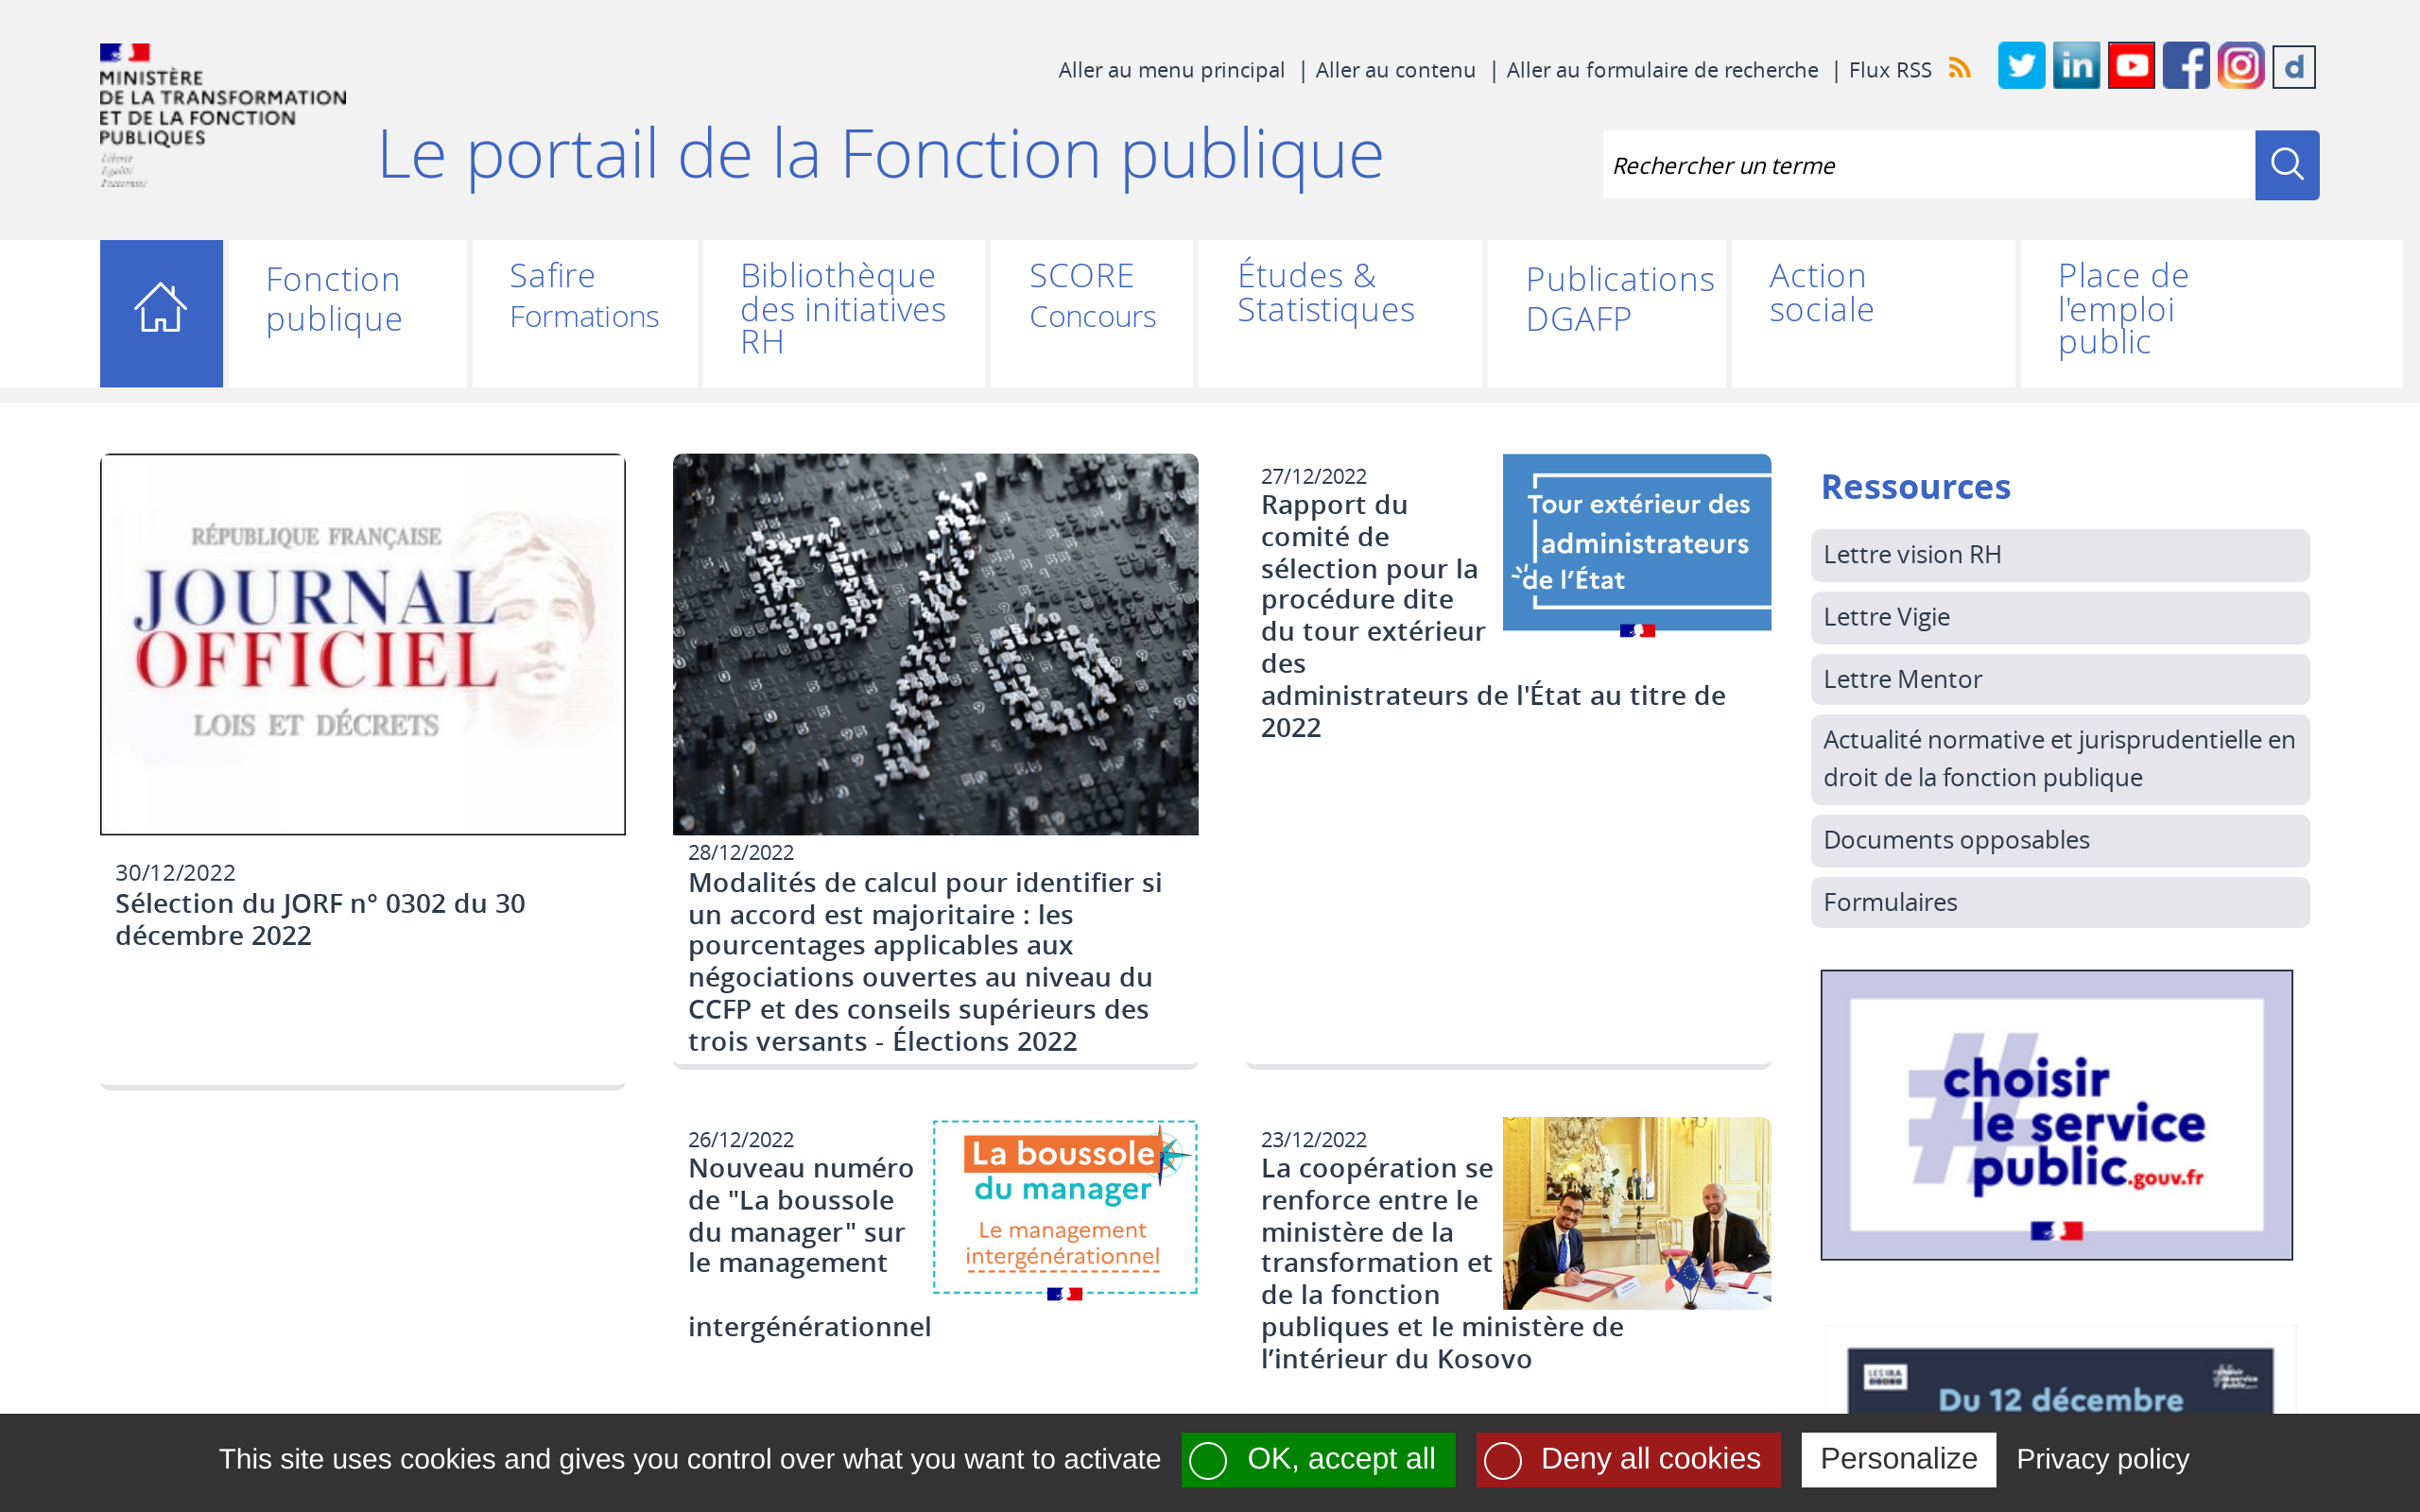 MINISTÈRE
DE LA TRANSFORMATION
ET DE LA FONCTION
PUBLIQUES
Liberté
Égalité
Fraternité
Aller au menu principal | Aller au contenu | Aller au formulaire de recherche | Flux RSS
Le portail de la Fonction publique
Rechercher un terme
Fonction
publique
Safire
Formations
Bibliothèque
des initiatives
RH
SCORE
Concours
Études &
Statistiques
Publications
DGAFP
Action
sociale
Place de
l'emploi
public
RÉPUBLIQUE FRANÇAISE
JOURNAL
OFFICIEL
LOIS ET DÉCRETS
30/12/2022
Sélection du JORF n° 0302 du 30
décembre 2022
28/12/2022
Modalités de calcul pour identifier si
un accord est majoritaire : les
pourcentages applicables aux
négociations ouvertes au niveau du
CCFP et des conseils supérieurs des
trois versants - Élections 2022
27/12/2022
Rapport du
comité de
sélection pour la
procédure dite
du tour extérieur
des
administrateurs de l'État au titre de
2022
Tour extérieur des
administrateurs
de l'État
26/12/2022
Nouveau numéro
de "La boussole
du manager" sur
le management
intergénérationnel
La boussole
du manager
Le management
intergénérationnel
23/12/2022
La coopération se
renforce entre le
ministère de la
transformation et
de la fonction
publiques et le ministère de
l’intérieur du Kosovo
Ressources
Lettre vision RH
Lettre Vigie
Lettre Mentor
Actualité normative et jurisprudentielle en
droit de la fonction publique
Documents opposables
Formulaires
#
choisir
le service
public.gouv.fr
LES IRA
Du 12 décembre
This site uses cookies and gives you control over what you want to activate
OK, accept all
Deny all cookies
Personalize
Privacy policy